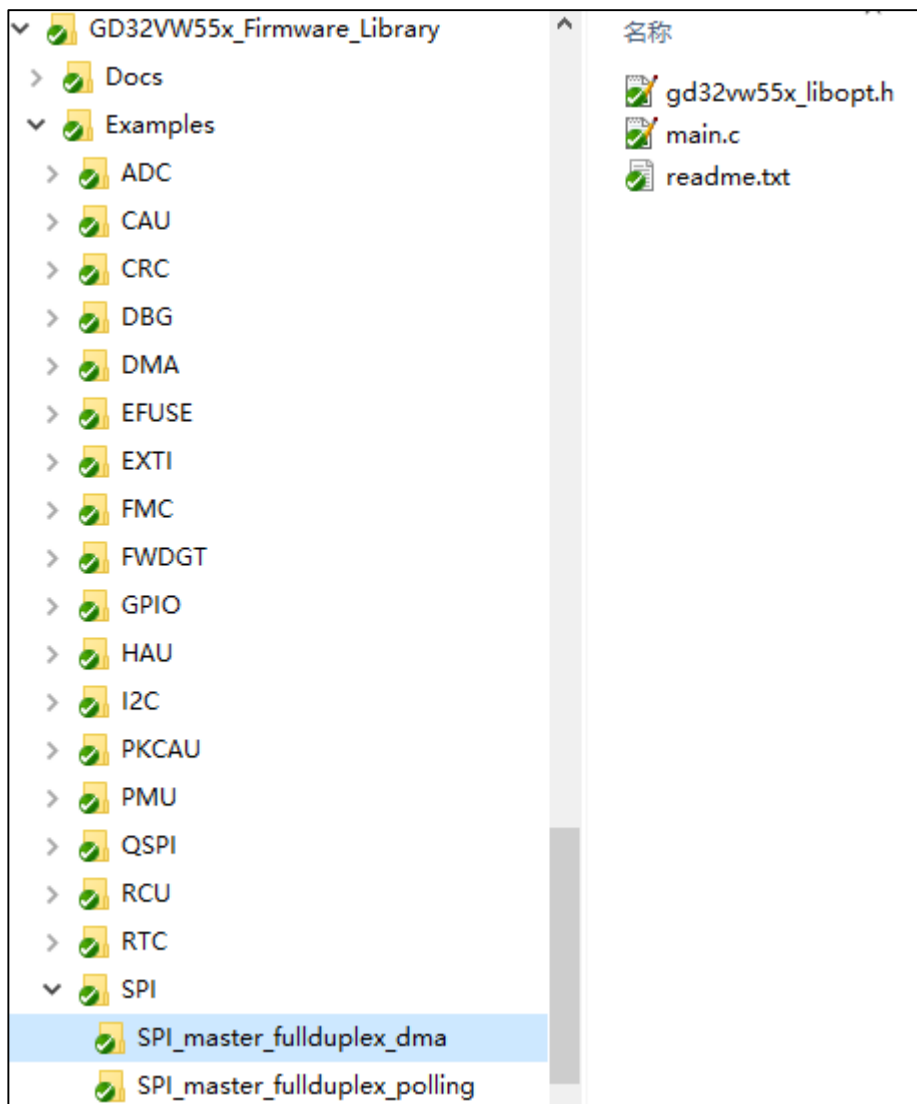 GD32VW55x_Firmware_Library
Docs
Examples
ADC
CAU
CRC
DBG
DMA
EFUSE
EXTI
FMC
FWDGT
GPIO
HAU
I2C
PKCAU
PMU
QSPI
RCU
RTC
SPI
SPI_master_fullduplex_dma
SPI_master_fullduplex_polling
名称
gd32vw55x_libopt.h
main.c
readme.txt